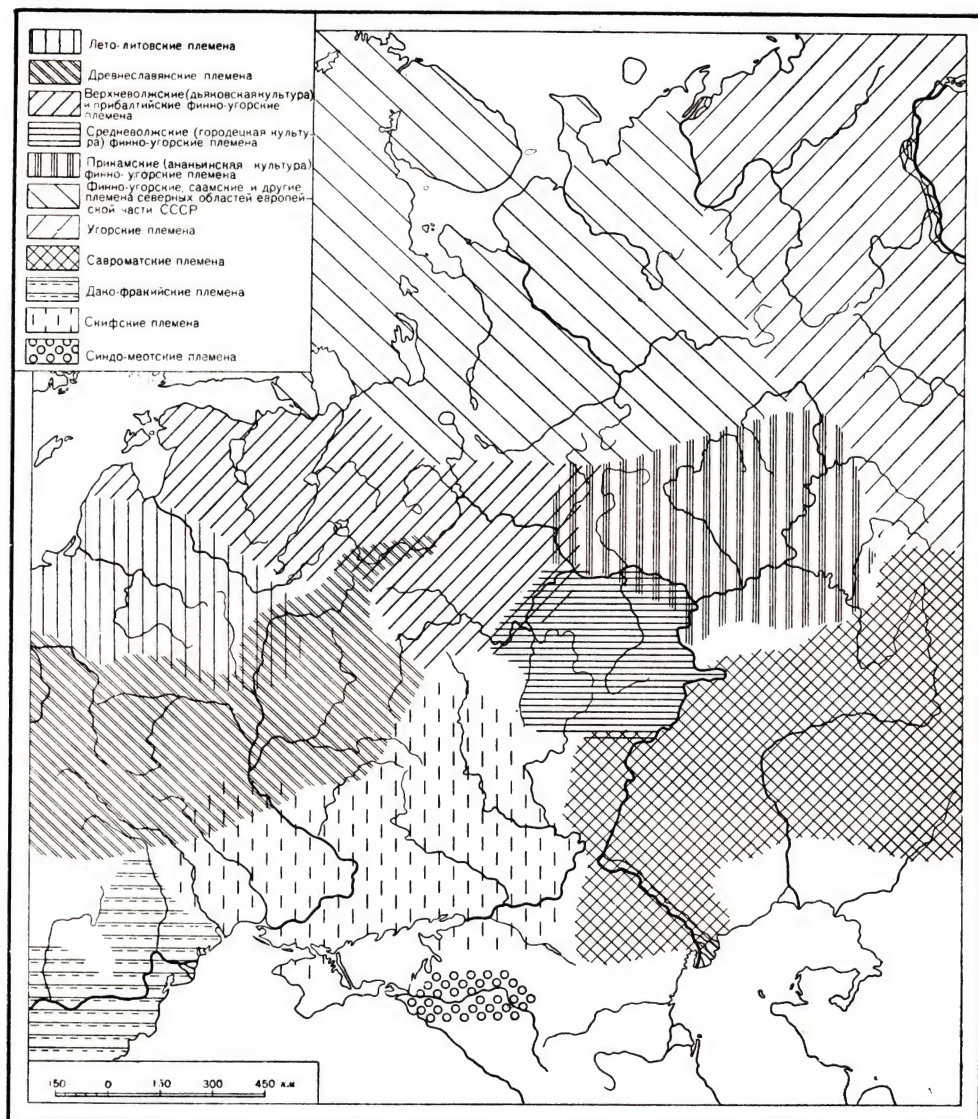 Лето-литовские племена
Древнеславянские племена
Верхневолжские (дьяковская культура)
и прибалтийские финно-угорские
племена
Средневолжские (городецкая культу-
ра) финно-угорские племена
Прикамские (ананьинская культура)
финно-угорские племена
Финно-угорские, саамские и другие
племена северных областей европей-
ской части СССР
Угорские племена
Савроматские племена
Дако-фракийские племена
Скифские племена
Синдо-меотские племена
150 0 150 300 450 км